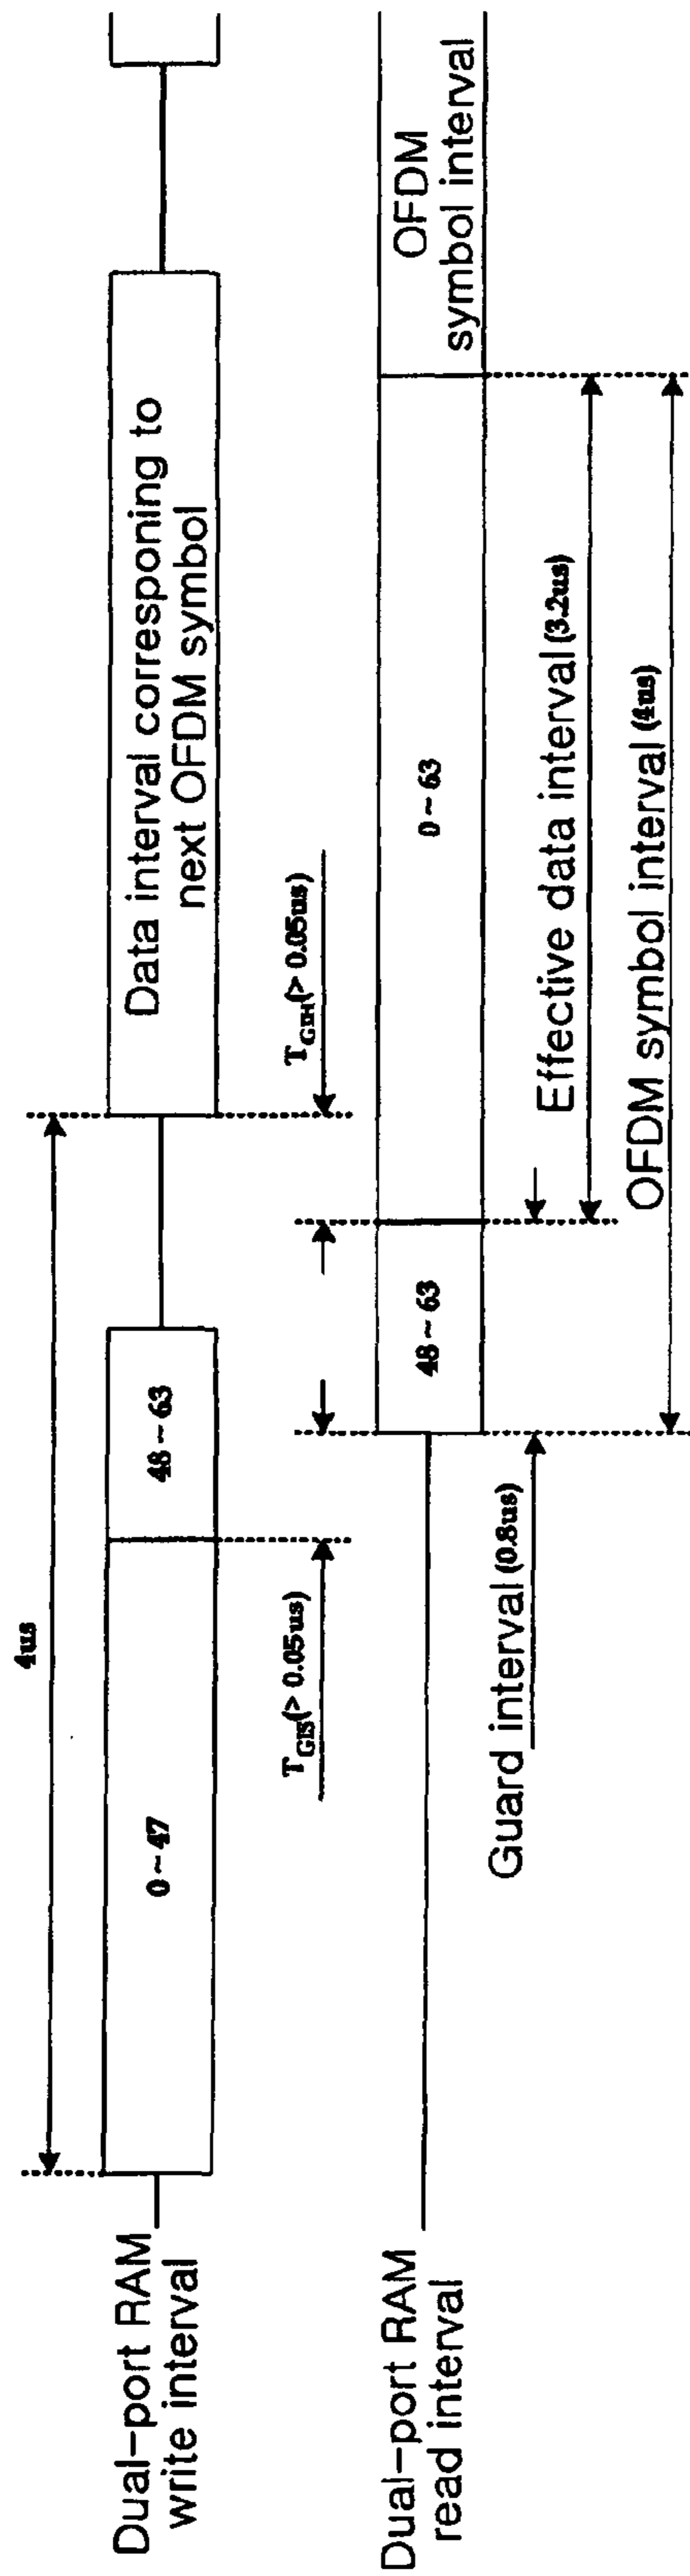 4us
Dual-port RAM
write interval
0 ~ 47
48 ~ 63
Data interval corresponing to
next OFDM symbol
T_GIS(> 0.05us)
T_GIH(> 0.05us)
Dual-port RAM
read interval
48 ~ 63
0 ~ 63
OFDM
symbol interval
Guard interval (0.8us)
Effective data interval (3.2us)
OFDM symbol interval (4us)